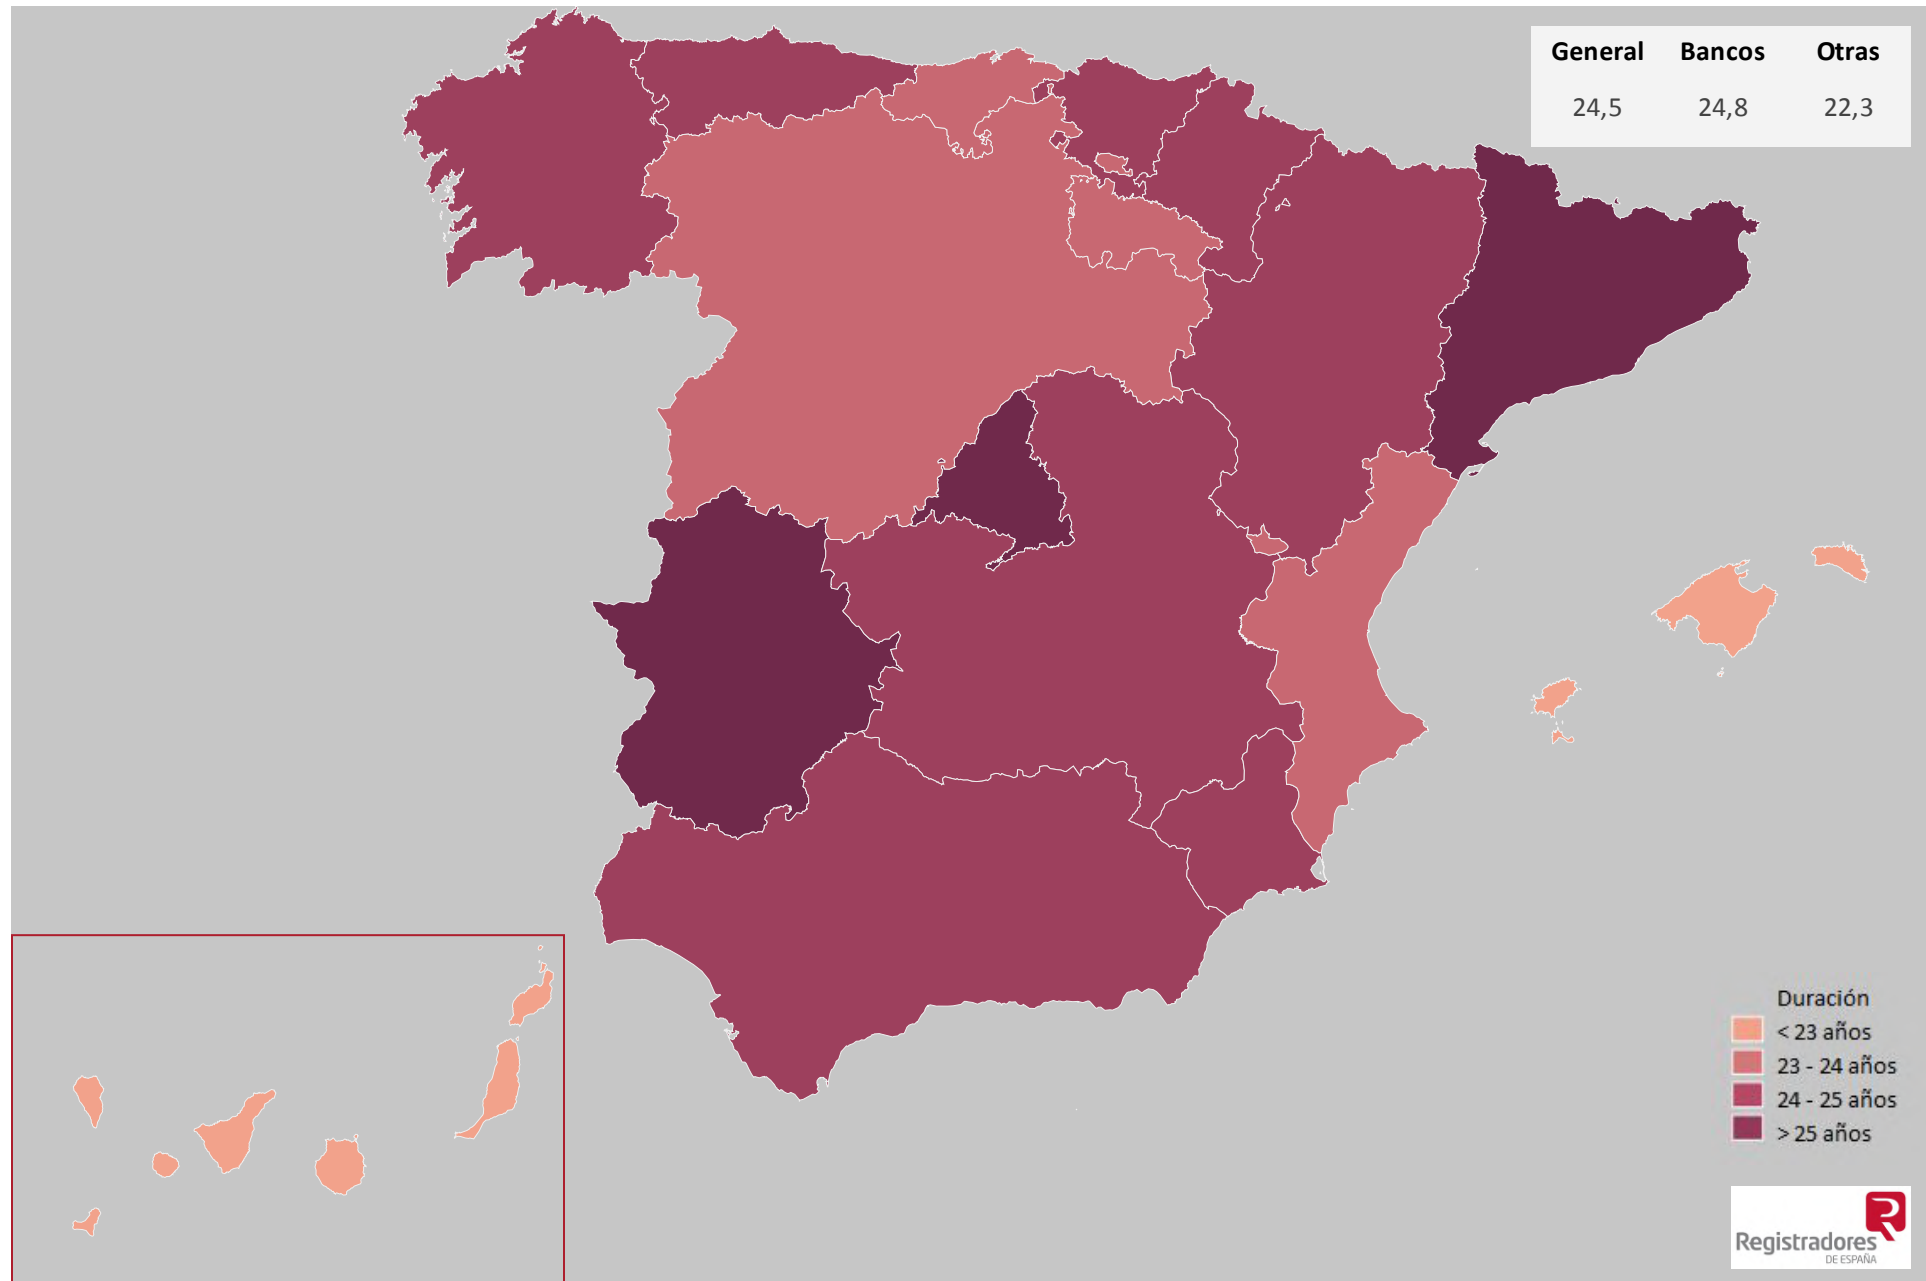 General Bancos Otras
24,5 24,8 22,3
Duración
< 23 años
23 - 24 años
24 - 25 años
> 25 años
Registradores
DE ESPAÑA